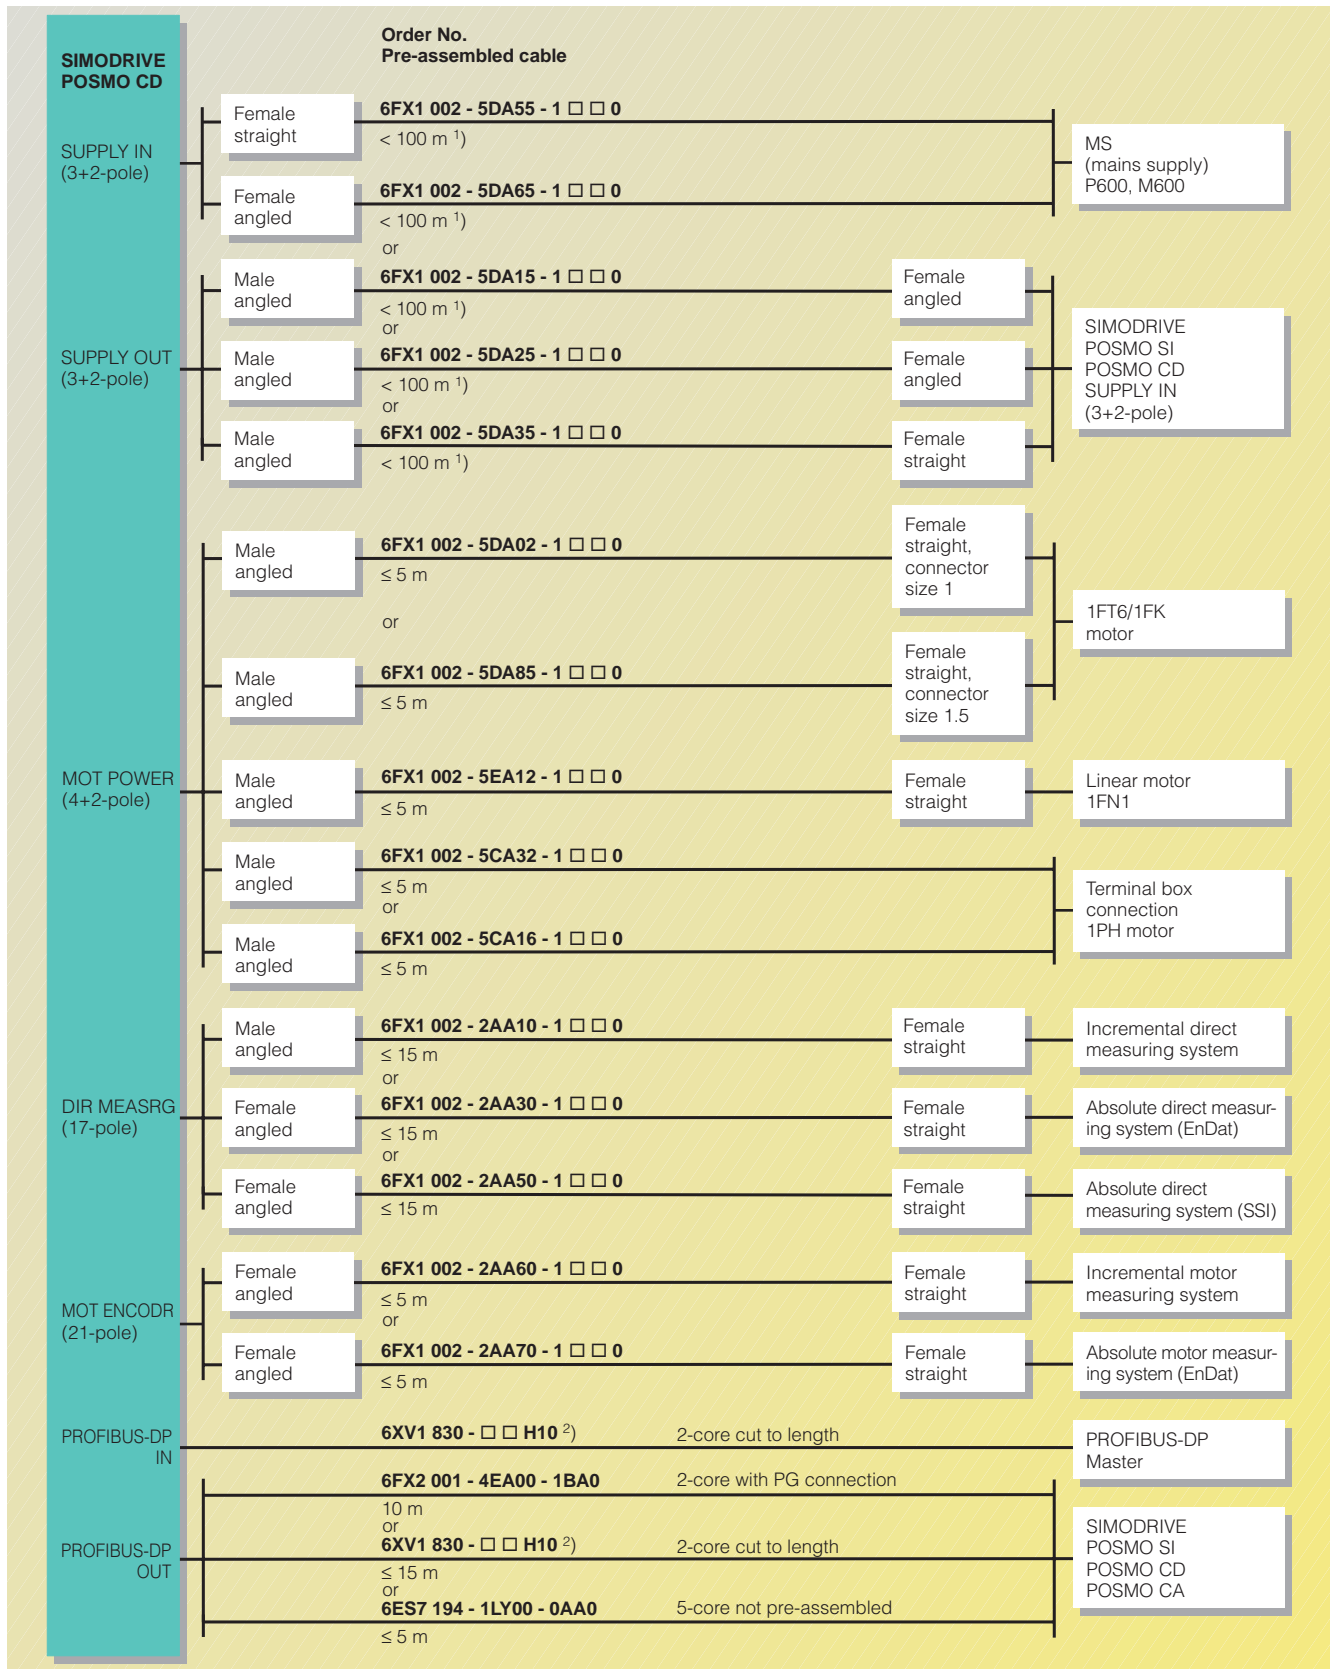 Order No.
Pre-assembled cable
SIMODRIVE
POSMO CD
SUPPLY IN
(3+2-pole)
Female
straight
6FX1 002 - 5DA55 - 1 □ □ 0
< 100 m 1)
Female
angled
6FX1 002 - 5DA65 - 1 □ □ 0
< 100 m 1)
or
MS
(mains supply)
P600, M600
SUPPLY OUT
(3+2-pole)
Male
angled
6FX1 002 - 5DA15 - 1 □ □ 0
< 100 m 1)
or
Female
angled
Male
angled
6FX1 002 - 5DA25 - 1 □ □ 0
< 100 m 1)
or
Female
angled
Male
angled
6FX1 002 - 5DA35 - 1 □ □ 0
< 100 m 1)
Female
straight
SIMODRIVE
POSMO SI
POSMO CD
SUPPLY IN
(3+2-pole)
MOT POWER
(4+2-pole)
Male
angled
6FX1 002 - 5DA02 - 1 □ □ 0
≤ 5 m
or
Female
straight,
connector
size 1
Male
angled
6FX1 002 - 5DA85 - 1 □ □ 0
≤ 5 m
Female
straight,
connector
size 1.5
1FT6/1FK
motor
Male
angled
6FX1 002 - 5EA12 - 1 □ □ 0
≤ 5 m
Female
straight
Linear motor
1FN1
Male
angled
6FX1 002 - 5CA32 - 1 □ □ 0
≤ 5 m
or
Male
angled
6FX1 002 - 5CA16 - 1 □ □ 0
≤ 5 m
Terminal box
connection
1PH motor
DIR MEASRG
(17-pole)
Male
angled
6FX1 002 - 2AA10 - 1 □ □ 0
≤ 15 m
or
Female
straight
Incremental direct
measuring system
Female
angled
6FX1 002 - 2AA30 - 1 □ □ 0
≤ 15 m
or
Female
straight
Absolute direct measur-
ing system (EnDat)
Female
angled
6FX1 002 - 2AA50 - 1 □ □ 0
≤ 15 m
Female
straight
Absolute direct
measuring system (SSI)
MOT ENCODR
(21-pole)
Female
angled
6FX1 002 - 2AA60 - 1 □ □ 0
≤ 5 m
or
Female
straight
Incremental motor
measuring system
Female
angled
6FX1 002 - 2AA70 - 1 □ □ 0
≤ 5 m
Female
straight
Absolute motor measur-
ing system (EnDat)
PROFIBUS-DP
IN
6XV1 830 - □ □ H10 2)
2-core cut to length
PROFIBUS-DP
Master
PROFIBUS-DP
OUT
6FX2 001 - 4EA00 - 1BA0
2-core with PG connection
10 m
or
6XV1 830 - □ □ H10 2)
2-core cut to length
≤ 15 m
or
6ES7 194 - 1LY00 - 0AA0
5-core not pre-assembled
≤ 5 m
SIMODRIVE
POSMO SI
POSMO CD
POSMO CA